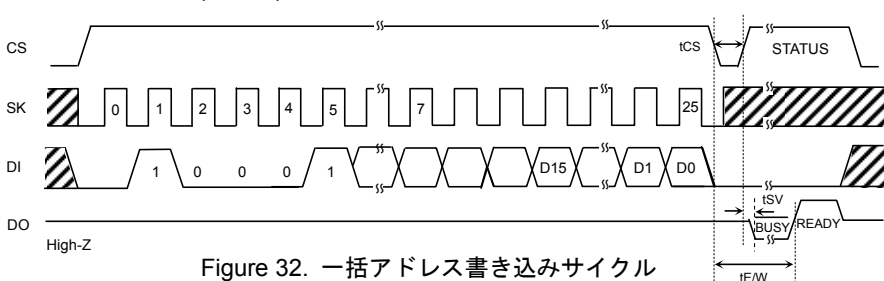 CS
tCS
STATUS
SK
0 1 2 3 4 5 7 25
DI
1 0 0 0 1 D15 D1 D0
tSV
DO
BUSY READY
High-Z
tE/W
Figure 32. 一括アドレス書き込みサイクル